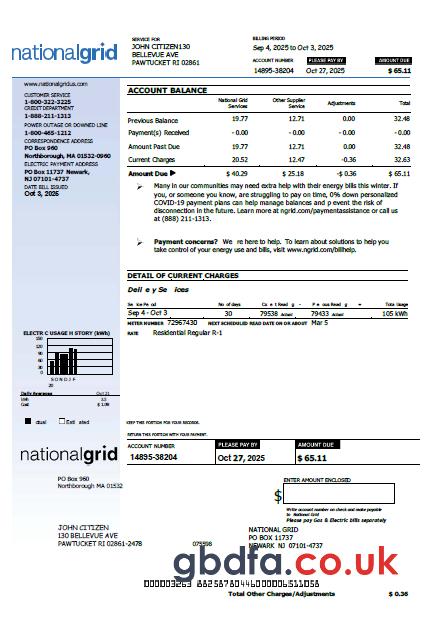 nationalgrid
SERVICE FOR
JOHN CITIZEN130
BELLEVUE AVE
PAWTUCKET RI 02861
BILLING PERIOD
Sep 4, 2025 to Oct 3, 2025
ACCOUNT NUMBER PLEASE PAY BY AMOUNT DUE
14895-38204 Oct 27, 2025 $ 65.11
www.nationalgridus.com
CUSTOMER SERVICE
1-800-322-3225
CREDIT DEPARTMENT
1-888-211-1313
POWER OUTAGE OR DOWNED LINE
1-800-465-1212
CORRESPONDENCE ADDRESS
PO Box 960
Northborough, MA 01532-0960
ELECTRIC PAYMENT ADDRESS
PO Box 11737 Newark,
NJ 07101-4737
DATE BILL ISSUED
Oct 3, 2025
ACCOUNT BALANCE
National Grid Services Other Supplier Service Adjustments Total
Previous Balance 19.77 12.71 0.00 32.48
Payment(s) Received - 0.00 - 0.00 - 0.00 - 0.00
Amount Past Due 19.77 12.71 0.00 32.48
Current Charges 20.52 12.47 -0.36 32.63
Amount Due ▶ $ 40.29 $ 25.18 -$ 0.36 $ 65.11
➢ Many in our communities may need extra help with their energy bills this winter. If
you, or someone you know, are struggling to pay on time, 0% down personalized
COVID-19 payment plans can help manage balances and p event the risk of
disconnection in the future. Learn more at ngrid.com/paymentassistance or call us
at (888) 211-1313.
➢ Payment concerns? We re here to help. To learn about solutions to help you
take control of your energy use and bills, visit www.ngrid.com/billhelp.
DETAIL OF CURRENT CHARGES
Deli e y Se ices
No. of days Total Usage
Sep 4 - Oct 3 30 79538 Actual 79433 Actual 105 kWh
METER NUMBER 72967430 NEXT SCHEDULED READ DATE ON OR ABOUT Mar 5
RATE Residential Regular R-1
ELECTR C USAGE H STORY (kWh)
150
120
90
60
30
0
S O N D J F
20
Daily Averages Oct 21
kWh 3.5
Cost $ 1.09
ctual Esti ated
KEEP THIS PORTION FOR YOUR RECORDS.
RETURN THIS PORTION WITH YOUR PAYMENT.
nationalgrid
ACCOUNT NUMBER PLEASE PAY BY AMOUNT DUE
14895-38204 Oct 27, 2025 $ 65.11
PO Box 960
Northborough MA 01532
ENTER AMOUNT ENCLOSED
$
Write account number on check and make payable
to National Grid
Please pay Gas & Electric bills separately
JOHN CITIZEN
130 BELLEVUE AVE
PAWTUCKET RI 02861-2478
075598
NATIONAL GRID
PO BOX 11737
NEWARK NJ 07101-4737
gbdfa.co.uk
Total Other Charges/Adjustments $ 0.36